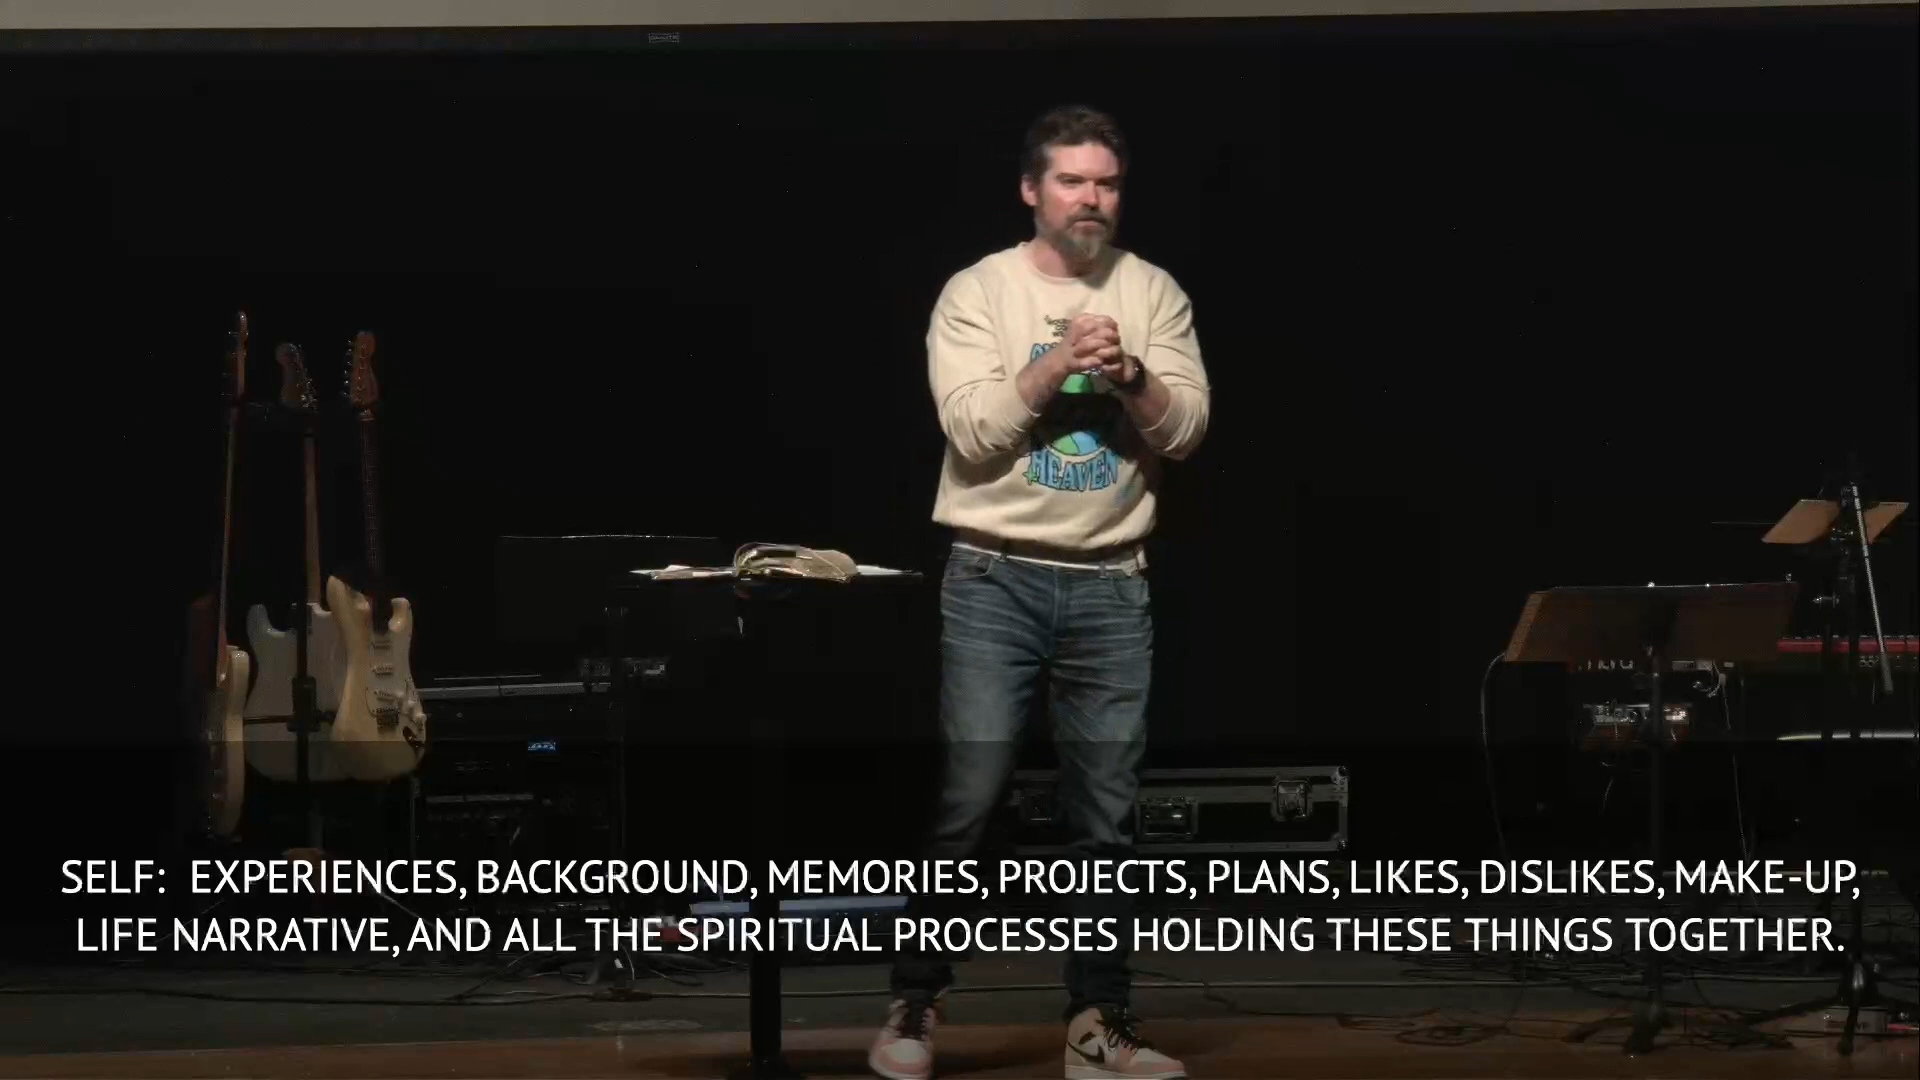 HEAVEN
SELF: EXPERIENCES, BACKGROUND, MEMORIES, PROJECTS, PLANS, LIKES, DISLIKES, MAKE-UP,
LIFE NARRATIVE, AND ALL THE SPIRITUAL PROCESSES HOLDING THESE THINGS TOGETHER.